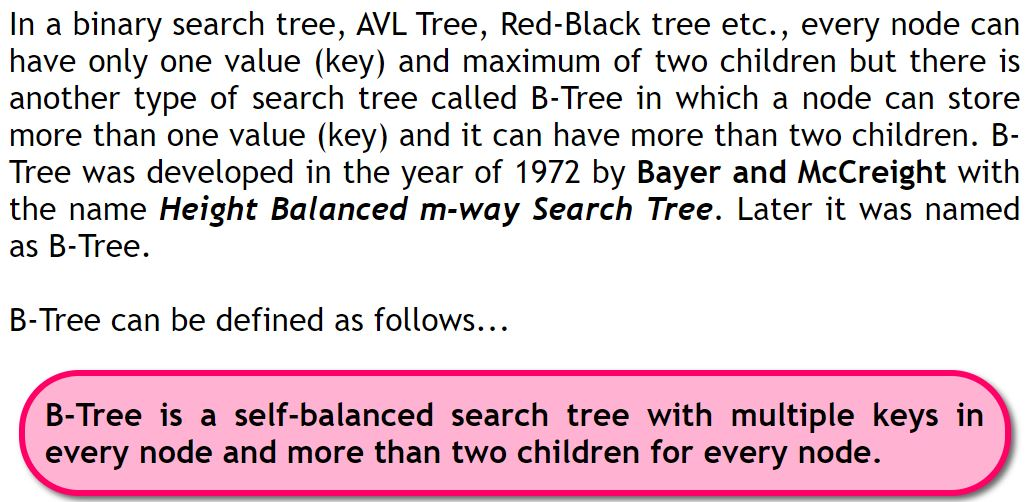 In a binary search tree, AVL Tree, Red-Black tree etc., every node can
have only one value (key) and maximum of two children but there is
another type of search tree called B-Tree in which a node can store
more than one value (key) and it can have more than two children. B-
Tree was developed in the year of 1972 by Bayer and McCreight with
the name Height Balanced m-way Search Tree. Later it was named
as B-Tree.
B-Tree can be defined as follows...
B-Tree is a self-balanced search tree with multiple keys in
every node and more than two children for every node.